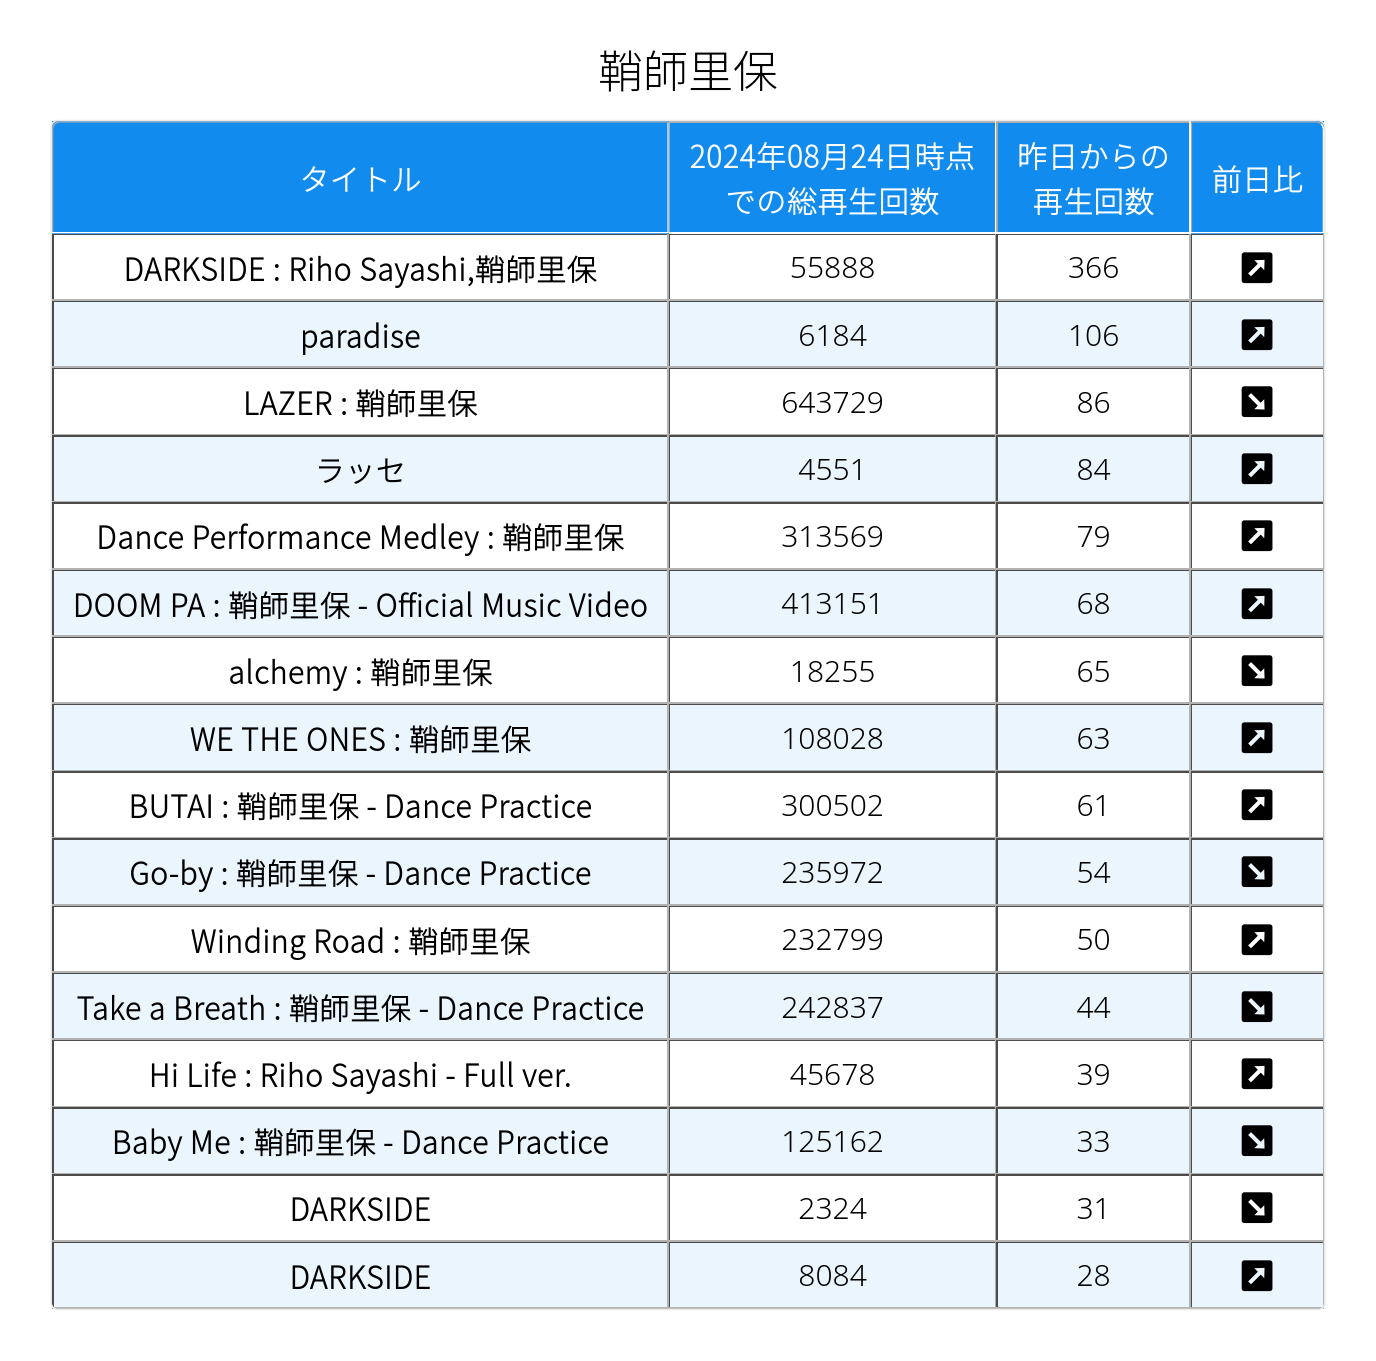 鞘師里保
タイトル 2024年08月24日時点での総再生回数 昨日からの再生回数 前日比
DARKSIDE : Riho Sayashi,鞘師里保 55888 366 ↗
paradise 6184 106 ↗
LAZER : 鞘師里保 643729 86 ↘
ラッセ 4551 84 ↗
Dance Performance Medley : 鞘師里保 313569 79 ↗
DOOM PA : 鞘師里保 - Official Music Video 413151 68 ↗
alchemy : 鞘師里保 18255 65 ↘
WE THE ONES : 鞘師里保 108028 63 ↗
BUTAI : 鞘師里保 - Dance Practice 300502 61 ↗
Go-by : 鞘師里保 - Dance Practice 235972 54 ↘
Winding Road : 鞘師里保 232799 50 ↗
Take a Breath : 鞘師里保 - Dance Practice 242837 44 ↘
Hi Life : Riho Sayashi - Full ver. 45678 39 ↗
Baby Me : 鞘師里保 - Dance Practice 125162 33 ↘
DARKSIDE 2324 31 ↘
DARKSIDE 8084 28 ↗